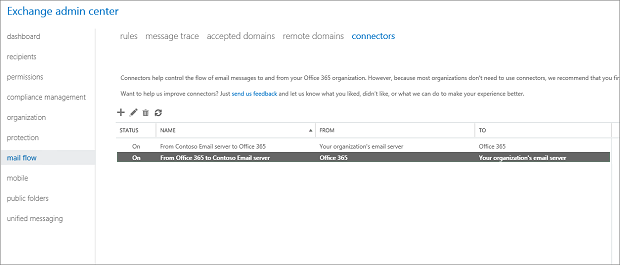 Exchange admin center
dashboard
recipients
permissions
compliance management
organization
protection
mail flow
mobile
public folders
unified messaging
rules message trace accepted domains remote domains connectors
Connectors help control the flow of email messages to and from your Office 365 organization. However, because most organizations don't need to use connectors, we recommend that you
Want to help us improve connectors? Just send us feedback and let us know what you liked, didn't like, or what we can do to make your experience better.
STATUS NAME FROM TO
On From Contoso Email server to Office 365 Your organization's email server Office 365
On From Office 365 to Contoso Email server Office 365 Your organization's email server